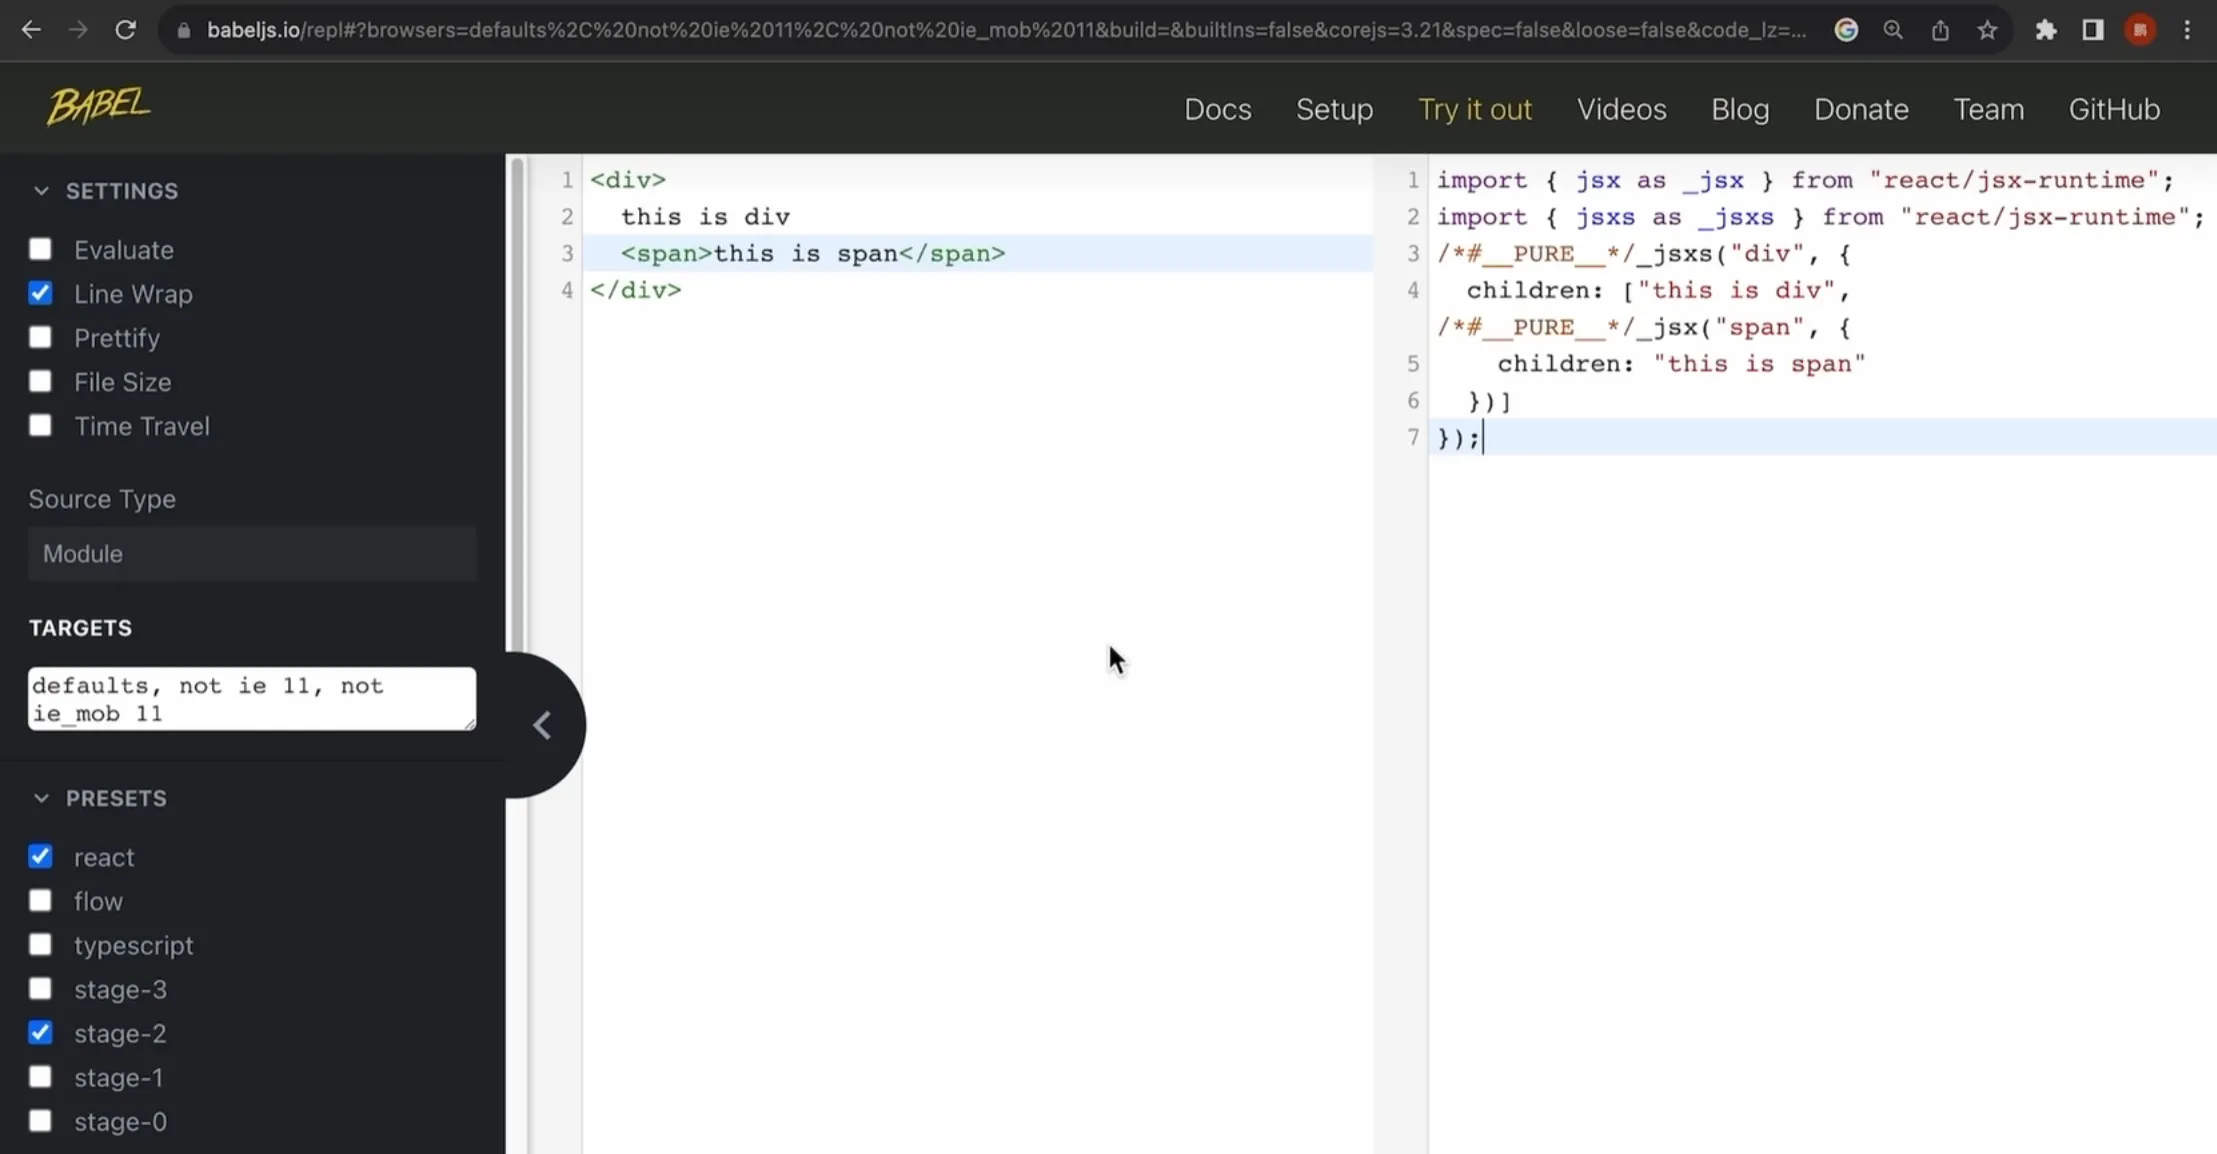 babeljs.io/repl#?browsers=defaults%2C%20not%20ie%2011%2C%20not%20ie_mob%2011&build=&builtIns=false&corejs=3.21&spec=false&loose=false&code_lz=...
BABEL
Docs Setup Try it out Videos Blog Donate Team GitHub
SETTINGS
Evaluate
Line Wrap
Prettify
File Size
Time Travel
Source Type
Module
TARGETS
defaults, not ie 11, not
ie_mob 11
PRESETS
react
flow
typescript
stage-3
stage-2
stage-1
stage-0
1 <div>
2 this is div
3 <span>this is span</span>
4 </div>
1 import { jsx as _jsx } from "react/jsx-runtime";
2 import { jsxs as _jsxs } from "react/jsx-runtime";
3 /*#__PURE__*/_jsxs("div", {
4 children: ["this is div",
/*#__PURE__*/_jsx("span", {
5 children: "this is span"
6 })]
7 });